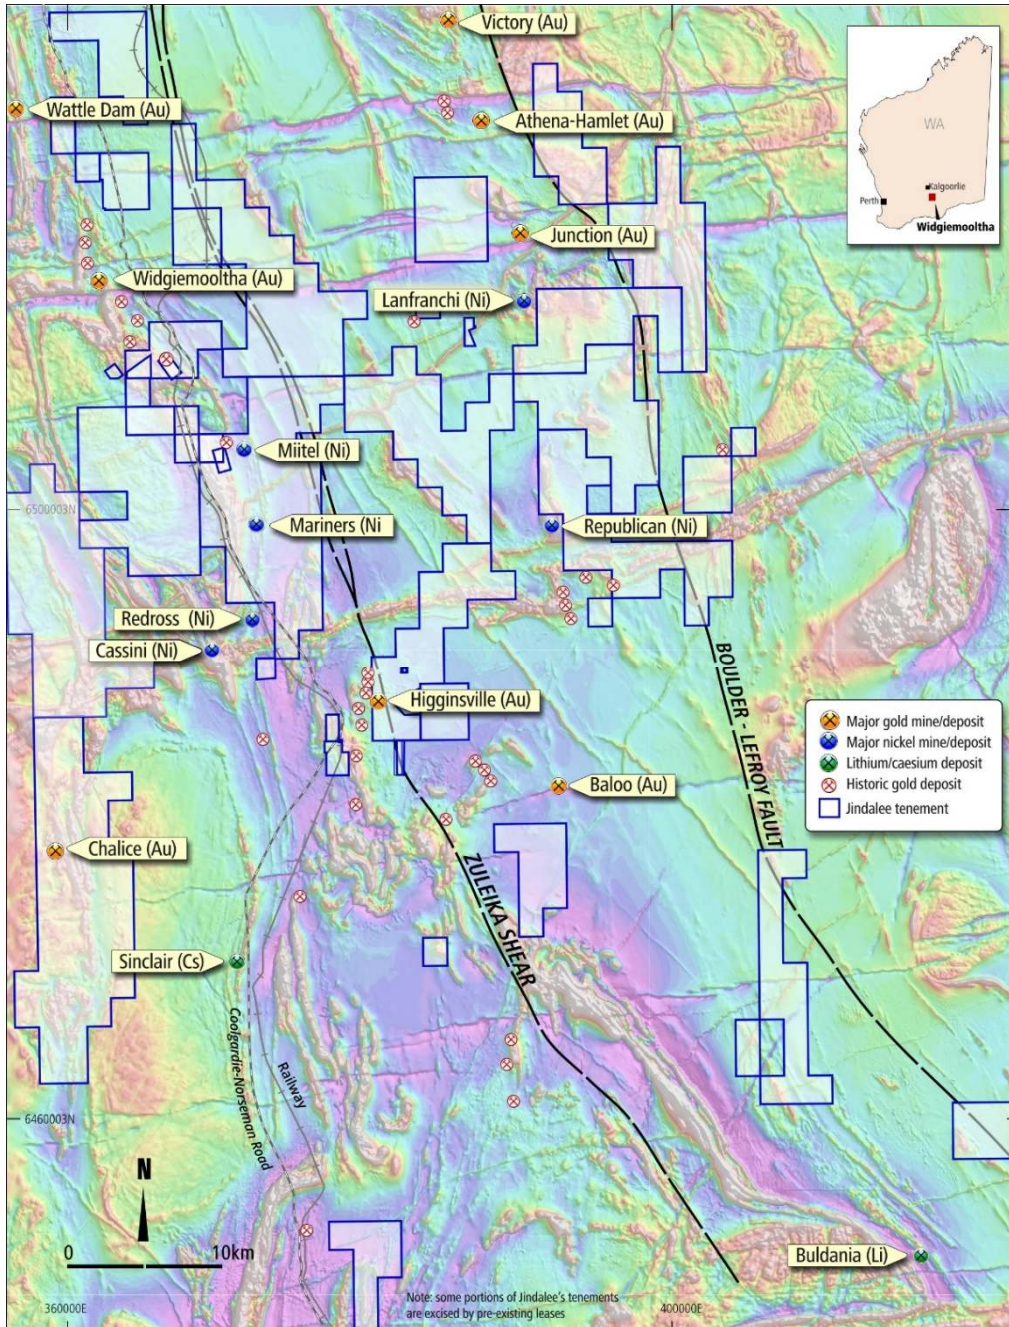 Victory (Au)
Wattle Dam (Au)
Athena-Hamlet (Au)
WA
Kalgoorlie
Perth
Widgiemooltha
Junction (Au)
Widgiemooltha (Au)
Lanfranchi (Ni)
Miitel (Ni)
6500003N
Mariners (Ni
Republican (Ni)
Redross (Ni)
Cassini (Ni)
Higginsville (Au)
BOULDER - LEFROY FAULT
Major gold mine/deposit
Major nickel mine/deposit
Lithium/caesium deposit
Historic gold deposit
Jindalee tenement
Baloo (Au)
Chalice (Au)
ZULEIKA SHEAR
Sinclair (Cs)
Coolgardie-Norseman Road
Railway
6460003N
N
0 10km
Buldania (Li)
Note: some portions of Jindalee's tenements
are excised by pre-existing leases
360000E
400000E